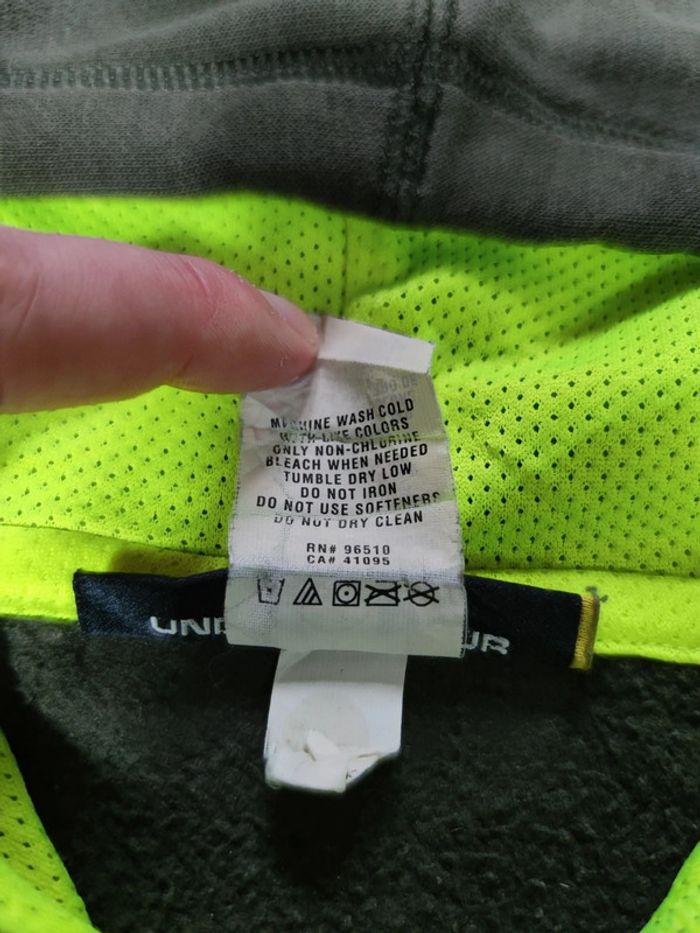 MACHINE WASH COLD
WITH LIKE COLORS
ONLY NON-CHLORINE
BLEACH WHEN NEEDED
TUMBLE DRY LOW
DO NOT IRON
DO NOT USE SOFTENERS
DO NOT DRY CLEAN
RN# 96510
CA# 41095
UN
UR